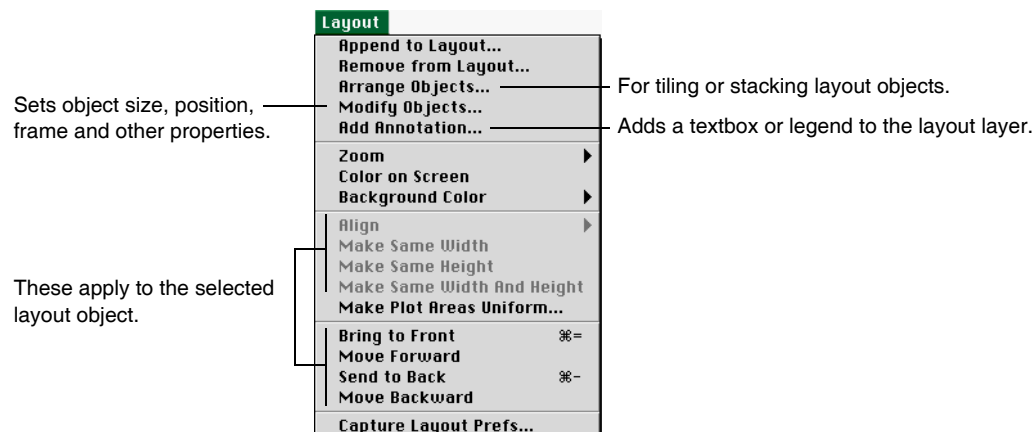 Layout
Append to Layout...
Remove from Layout...
Arrange Objects...
Modify Objects...
Add Annotation...
Zoom
Color on Screen
Background Color
Align
Make Same Width
Make Same Height
Make Same Width And Height
Make Plot Areas Uniform...
Bring to Front ⌘=
Move Forward
Send to Back ⌘-
Move Backward
Capture Layout Prefs...
Sets object size, position,
frame and other properties.
These apply to the selected
layout object.
For tiling or stacking layout objects.
Adds a textbox or legend to the layout layer.